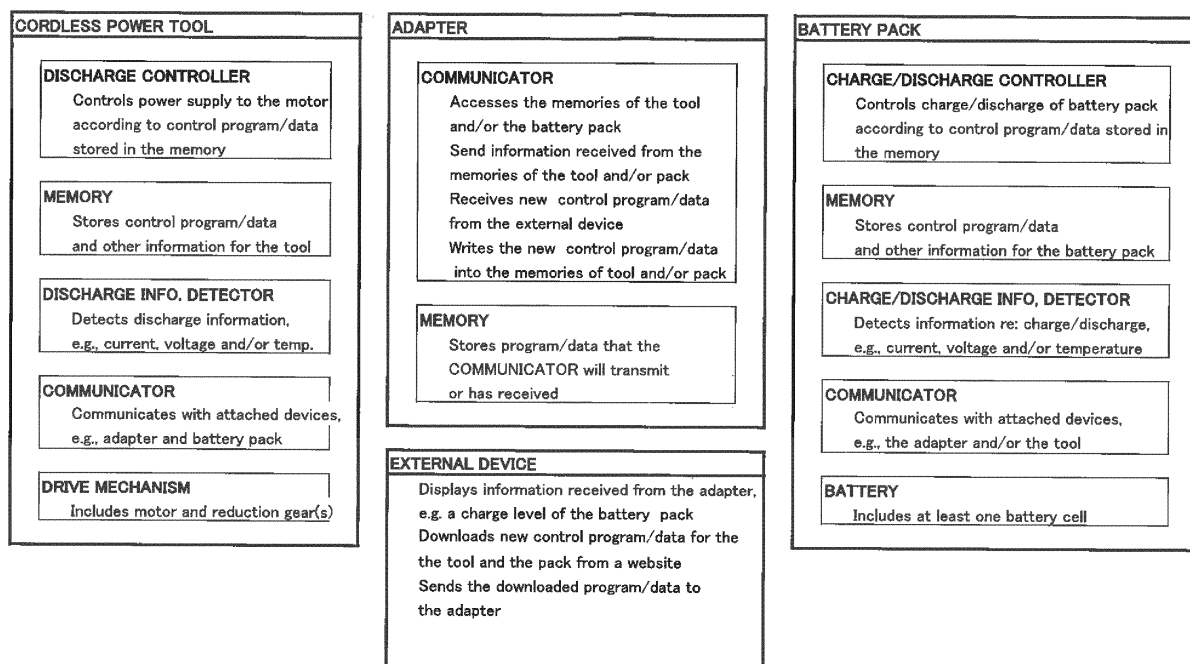 CORDLESS POWER TOOL
DISCHARGE CONTROLLER
Controls power supply to the motor
according to control program/data
stored in the memory
MEMORY
Stores control program/data
and other information for the tool
DISCHARGE INFO. DETECTOR
Detects discharge information,
e.g., current, voltage and/or temp.
COMMUNICATOR
Communicates with attached devices,
e.g., adapter and battery pack
DRIVE MECHANISM
Includes motor and reduction gear(s)
ADAPTER
COMMUNICATOR
Accesses the memories of the tool
and/or the battery pack
Send information received from the
memories of the tool and/or pack
Receives new control program/data
from the external device
Writes the new control program/data
into the memories of tool and/or pack
MEMORY
Stores program/data that the
COMMUNICATOR will transmit
or has received
EXTERNAL DEVICE
Displays information received from the adapter,
e.g. a charge level of the battery pack
Downloads new control program/data for the
the tool and the pack from a website
Sends the downloaded program/data to
the adapter
BATTERY PACK
CHARGE/DISCHARGE CONTROLLER
Controls charge/discharge of battery pack
according to control program/data stored in
the memory
MEMORY
Stores control program/data
and other information for the battery pack
CHARGE/DISCHARGE INFO, DETECTOR
Detects information re: charge/discharge,
e.g., current, voltage and/or temperature
COMMUNICATOR
Communicates with attached devices,
e.g., the adapter and/or the tool
BATTERY
Includes at least one battery cell